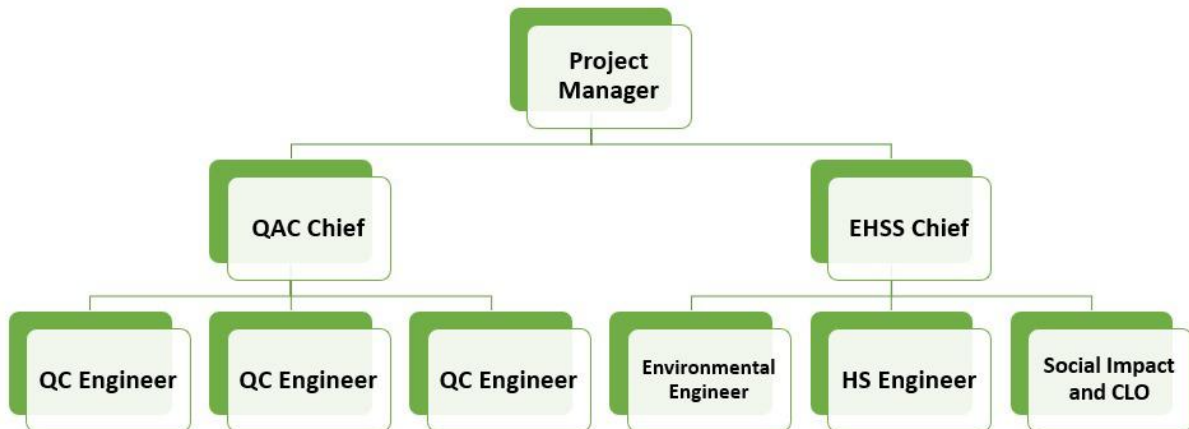 Project
Manager
QAC Chief
EHSS Chief
QC Engineer
QC Engineer
QC Engineer
Environmental
Engineer
HS Engineer
Social Impact
and CLO